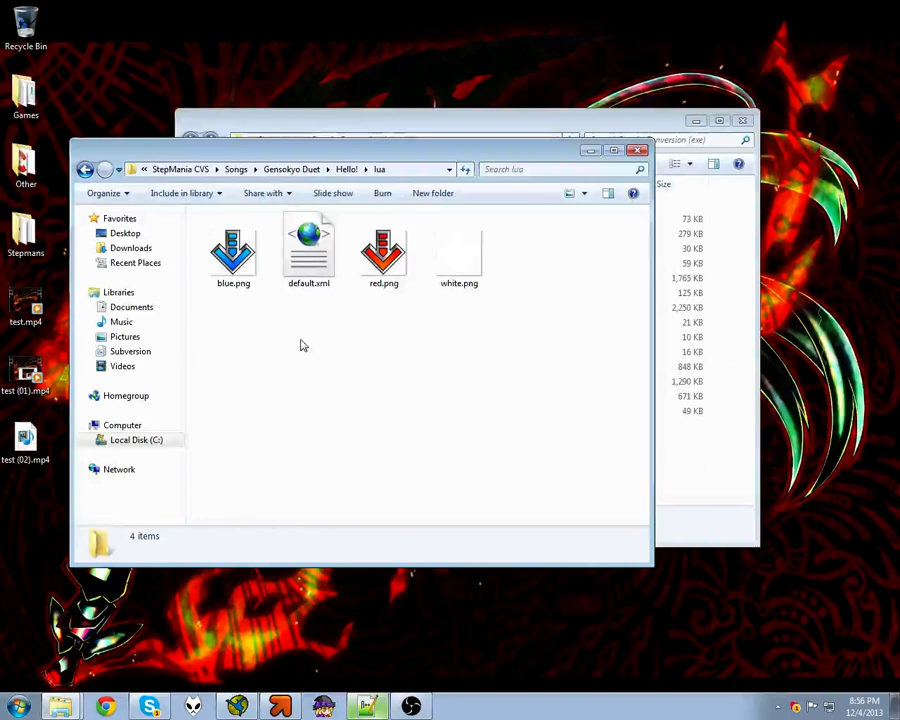 Recycle Bin
Games
Other
Stepmans
test.mp4
test (01).mp4
test (02).mp4
StepMania CVS
Songs
Gensokyo Duet
Hello!
lua
Search lua
Organize
Include in library
Share with
Slide show
Burn
New folder
Favorites
Desktop
Downloads
Recent Places
Libraries
Documents
Music
Pictures
Subversion
Videos
Homegroup
Computer
Local Disk (C:)
Network
blue.png
default.xml
red.png
white.png
4 items
Conversion (exe)
Size
73 KB
279 KB
30 KB
59 KB
1,765 KB
125 KB
2,250 KB
21 KB
10 KB
16 KB
848 KB
1,290 KB
671 KB
49 KB
8:56 PM
12/4/2013